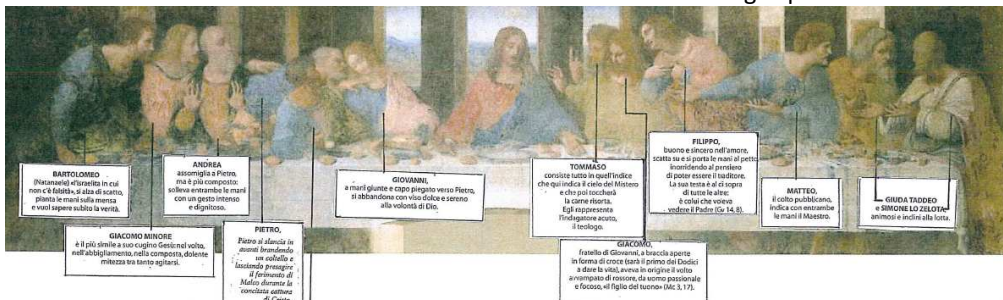 BARTOLOMEO
(Natanaele) «l'israelita in cui
non c'è falsità», si alza di scatto,
pianta le mani sulla mensa
e vuol sapere subito la verità.
GIACOMO MINORE
è il più simile a suo cugino Gesù: nel volto,
nell'abbigliamento, nella composta, dolente
mitezza tra tanto agitarsi.
ANDREA
assomiglia a Pietro,
ma è più composto:
solleva entrambe le mani
con un gesto intenso
e dignitoso.
PIETRO,
Pietro si slancia in
avanti brandendo
un coltello e
lasciando presagire
il ferimento di
Malco durante la
concitata cattura
di Cristo
GIOVANNI,
a mani giunte e capo piegato verso Pietro,
si abbandona con viso dolce e sereno
alla volontà di Dio.
TOMMASO
consiste tutto in quell'indice
che qui indica il cielo del Mistero
e che poi toccherà
la carne risorta.
Egli rappresenta
l'indagatore acuto,
il teologo.
GIACOMO,
fratello di Giovanni, a braccia aperte
in forma di croce (sarà il primo dei Dodici
a dare la vita), aveva in origine il volto
avvampato di rossore, da uomo passionale
e focoso, «il figlio del tuono» (Mc 3, 17).
FILIPPO,
buono e sincero nell'amore,
scatta su e si porta le mani al petto,
inorridendo al pensiero
di poter essere il traditore.
La sua testa è al di sopra
di tutte le altre:
è colui che voleva
vedere il Padre (Gv 14, 8).
MATTEO,
il colto pubblicano,
indica con entrambe
le mani il Maestro.
GIUDA TADDEO
e SIMONE LO ZELOTA,
animosi e inclini alla lotta.